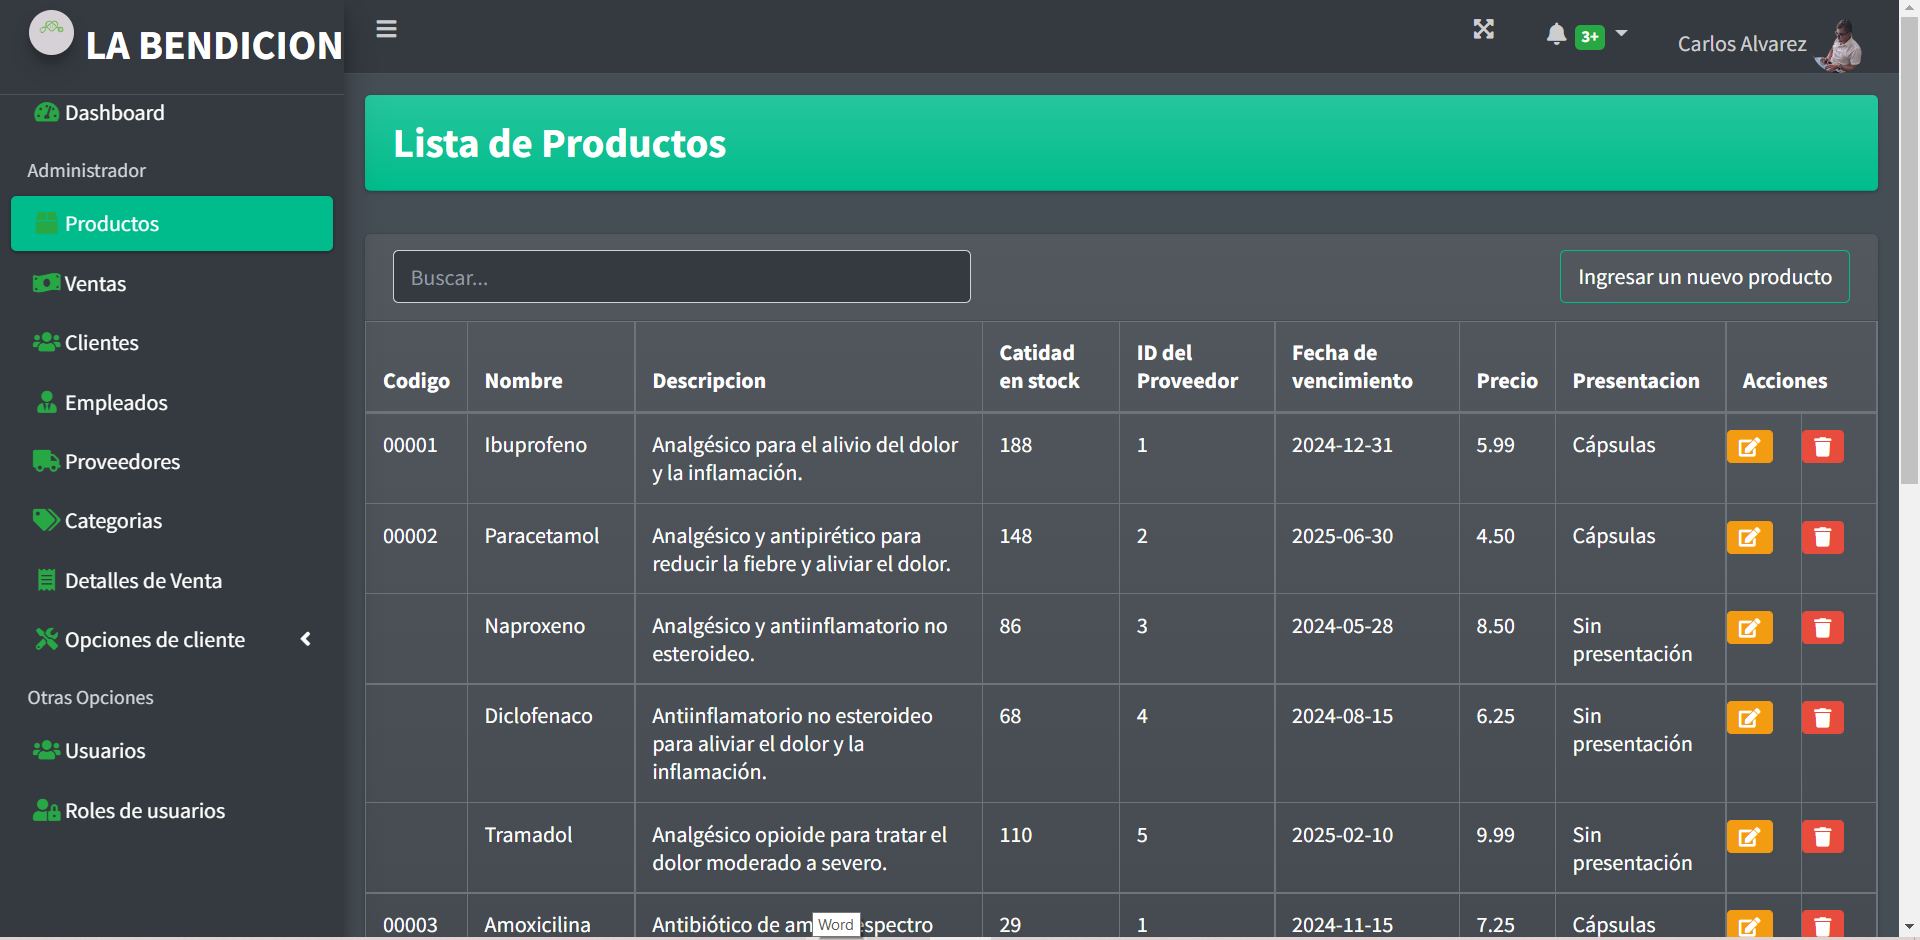 LA BENDICION
3+
Carlos Alvarez
Dashboard
Administrador
Productos
Ventas
Clientes
Empleados
Proveedores
Categorias
Detalles de Venta
Opciones de cliente
Otras Opciones
Usuarios
Roles de usuarios
Lista de Productos
Buscar...
Ingresar un nuevo producto
Codigo Nombre Descripcion Catidad en stock ID del Proveedor Fecha de vencimiento Precio Presentacion Acciones
00001 Ibuprofeno Analgésico para el alivio del dolor 188 1 2024-12-31 5.99 Cápsulas
y la inflamación.
00002 Paracetamol Analgésico y antipirético para 148 2 2025-06-30 4.50 Cápsulas
reducir la fiebre y aliviar el dolor.
Naproxeno Analgésico y antiinflamatorio no 86 3 2024-05-28 8.50 Sin
esteroideo. presentación
Diclofenaco Antiinflamatorio no esteroideo 68 4 2024-08-15 6.25 Sin
para aliviar el dolor y la presentación
inflamación.
Tramadol Analgésico opioide para tratar el 110 5 2025-02-10 9.99 Sin
dolor moderado a severo. presentación
00003 Amoxicilina Antibiótico de am espectro 29 1 2024-11-15 7.25 Cápsulas
Word